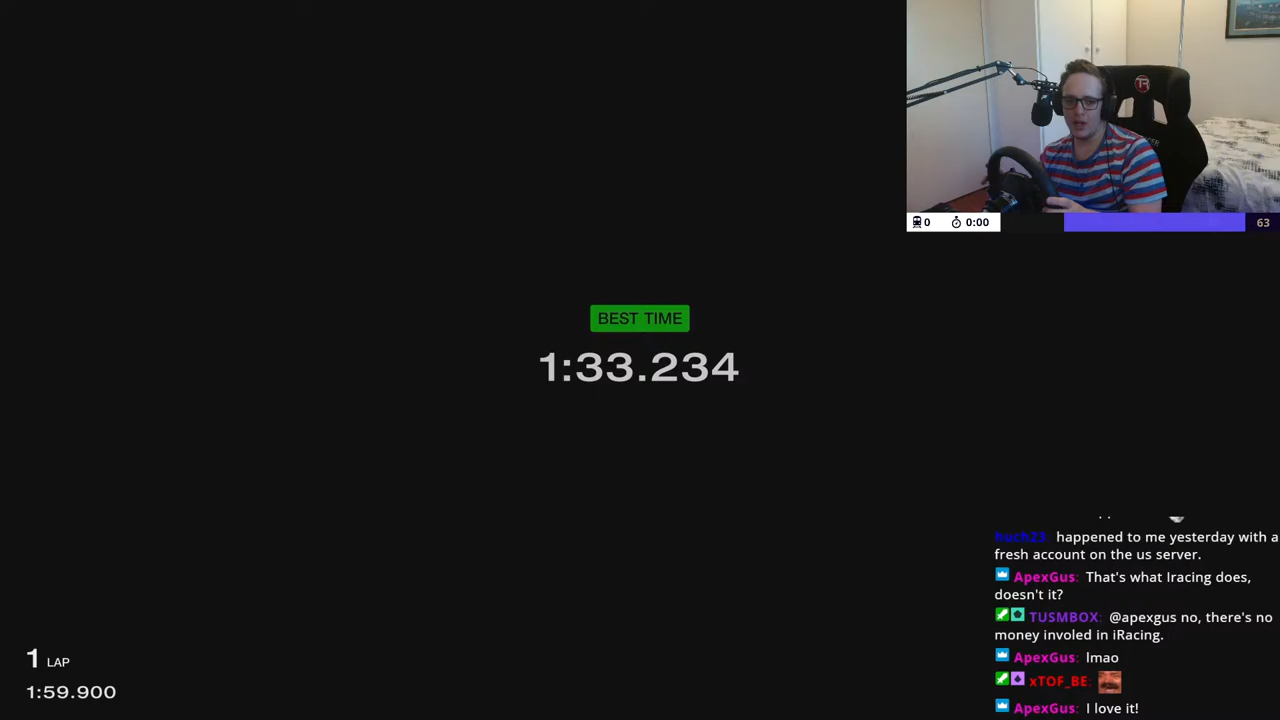 0 0:00 63
BEST TIME
1:33.234
huch23: happened to me yesterday with a
fresh account on the us server.
ApexGus: That's what Iracing does,
doesn't it?
TUSMBOX: @apexgus no, there's no
money involed in iRacing.
ApexGus: lmao
xTOF_BE:
ApexGus: I love it!
1 LAP
1:59.900